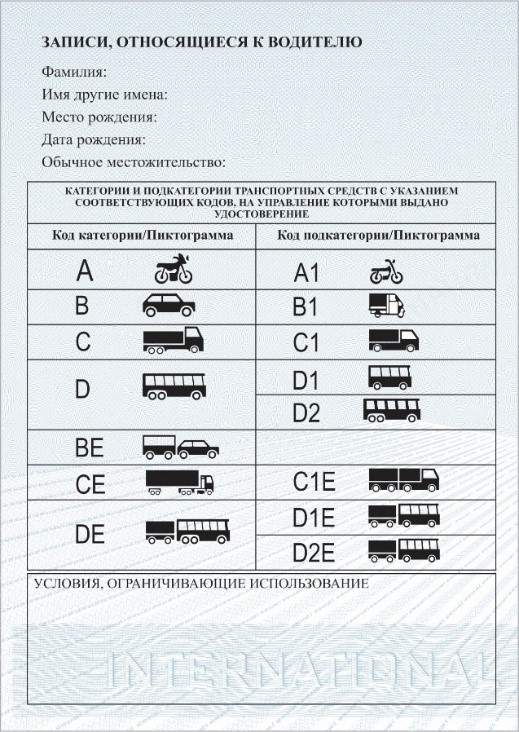 ЗАПИСИ, ОТНОСЯЩИЕСЯ К ВОДИТЕЛЮ
Фамилия:
Имя другие имена:
Место рождения:
Дата рождения:
Обычное местожительство:
КАТЕГОРИИ И ПОДКАТЕГОРИИ ТРАНСПОРТНЫХ СРЕДСТВ С УКАЗАНИЕМ
СООТВЕТСТВУЮЩИХ КОДОВ, НА УПРАВЛЕНИЕ КОТОРЫМИ ВЫДАНО
УДОСТОВЕРЕНИЕ
Код категории/Пиктограмма Код подкатегории/Пиктограмма
A A1
B B1
C C1
D D1
D2
BE
CE C1E
DE D1E
D2E
УСЛОВИЯ, ОГРАНИЧИВАЮЩИЕ ИСПОЛЬЗОВАНИЕ
INTERNATIONAL